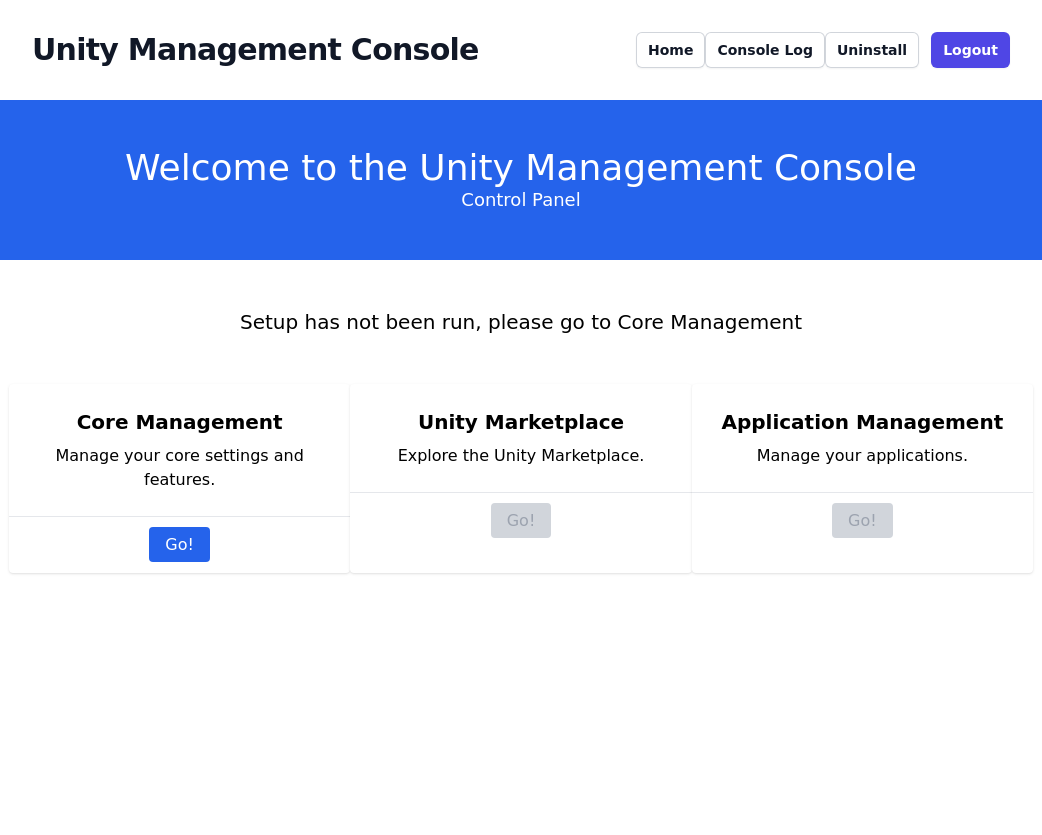 Unity Management Console
Home
Console Log
Uninstall
Logout
Welcome to the Unity Management Console
Control Panel
Setup has not been run, please go to Core Management
Core Management
Manage your core settings and
features.
Go!
Unity Marketplace
Explore the Unity Marketplace.
Go!
Application Management
Manage your applications.
Go!